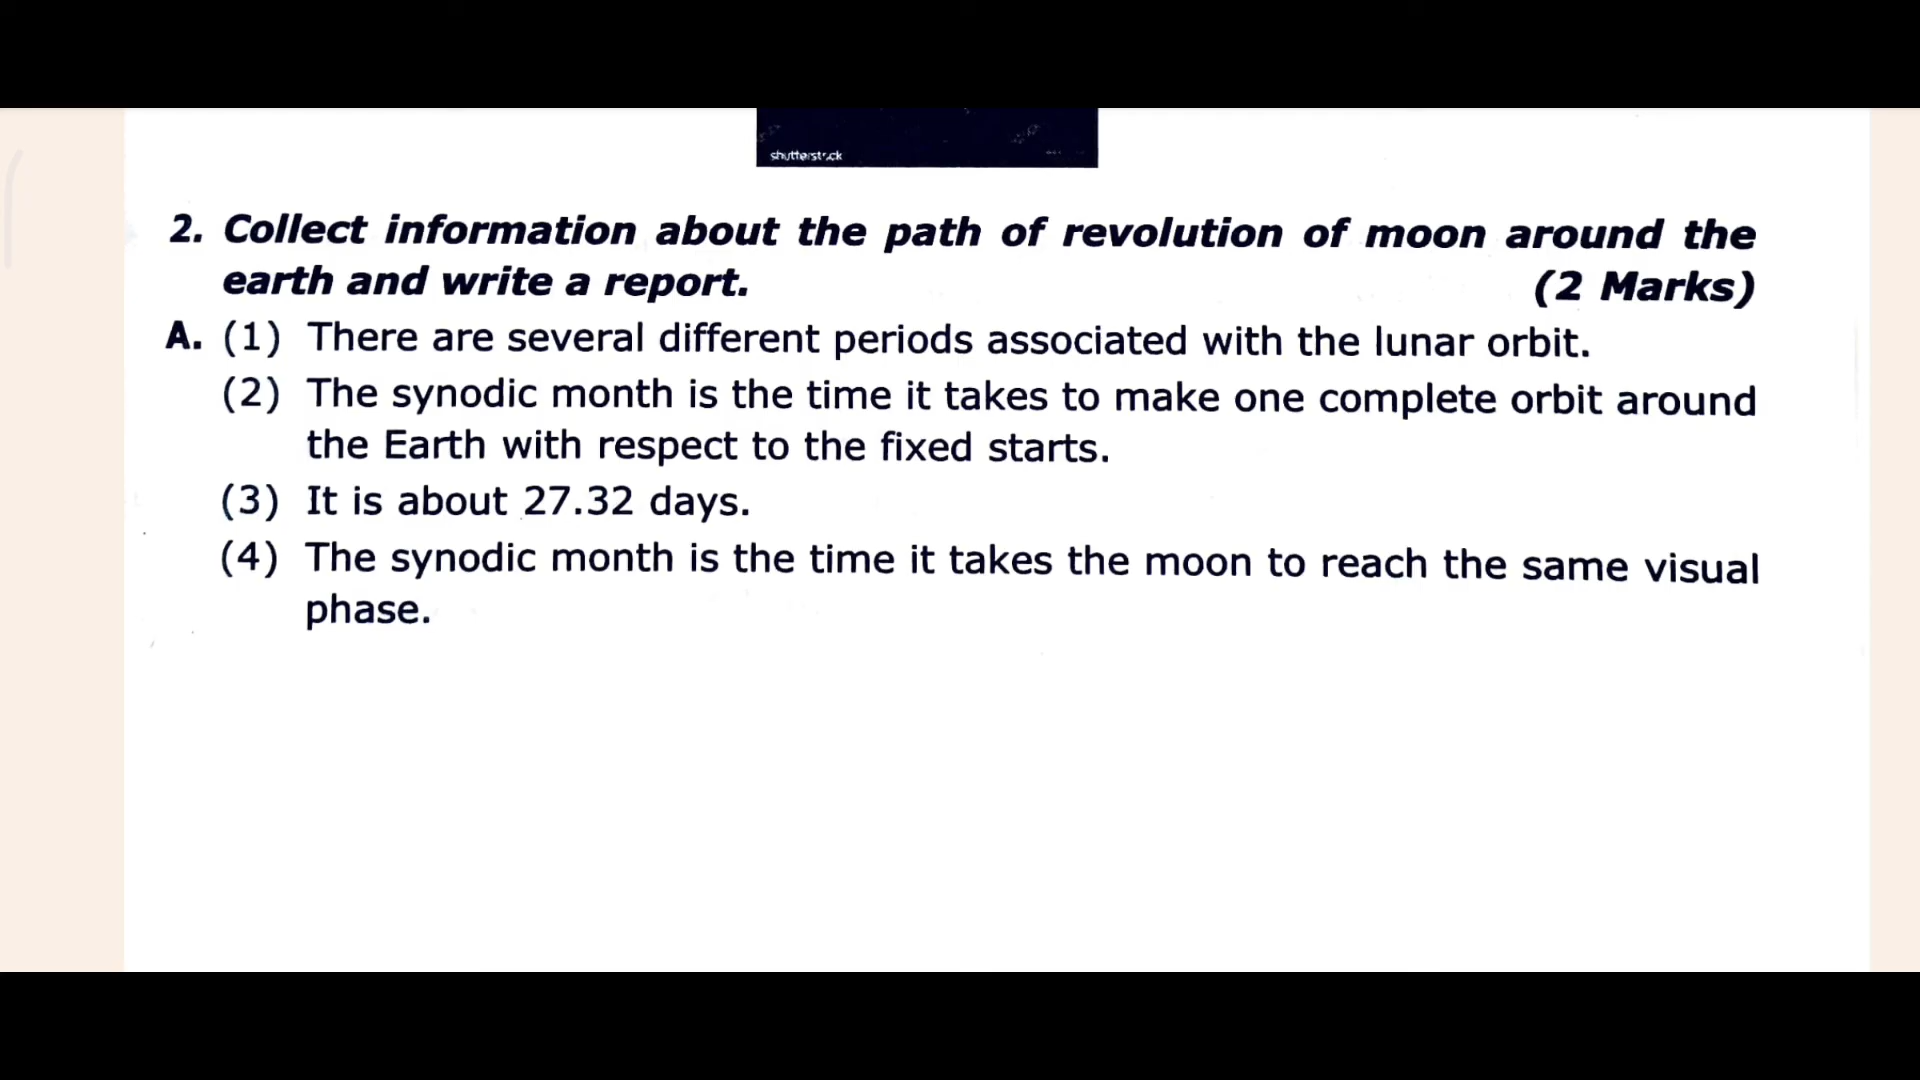 shutterstock
2. Collect information about the path of revolution of moon around the
earth and write a report. (2 Marks)
A. (1) There are several different periods associated with the lunar orbit.
(2) The synodic month is the time it takes to make one complete orbit around
the Earth with respect to the fixed starts.
(3) It is about 27.32 days.
(4) The synodic month is the time it takes the moon to reach the same visual
phase.